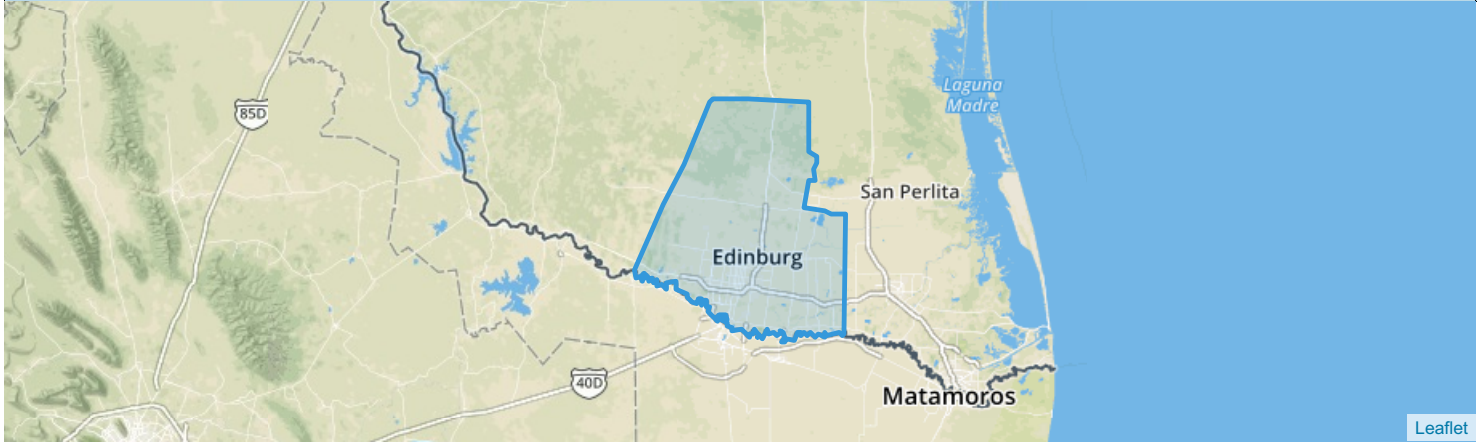 Laguna
Madre
85D
San Perlita
Edinburg
40D
Matamoros
Leaflet